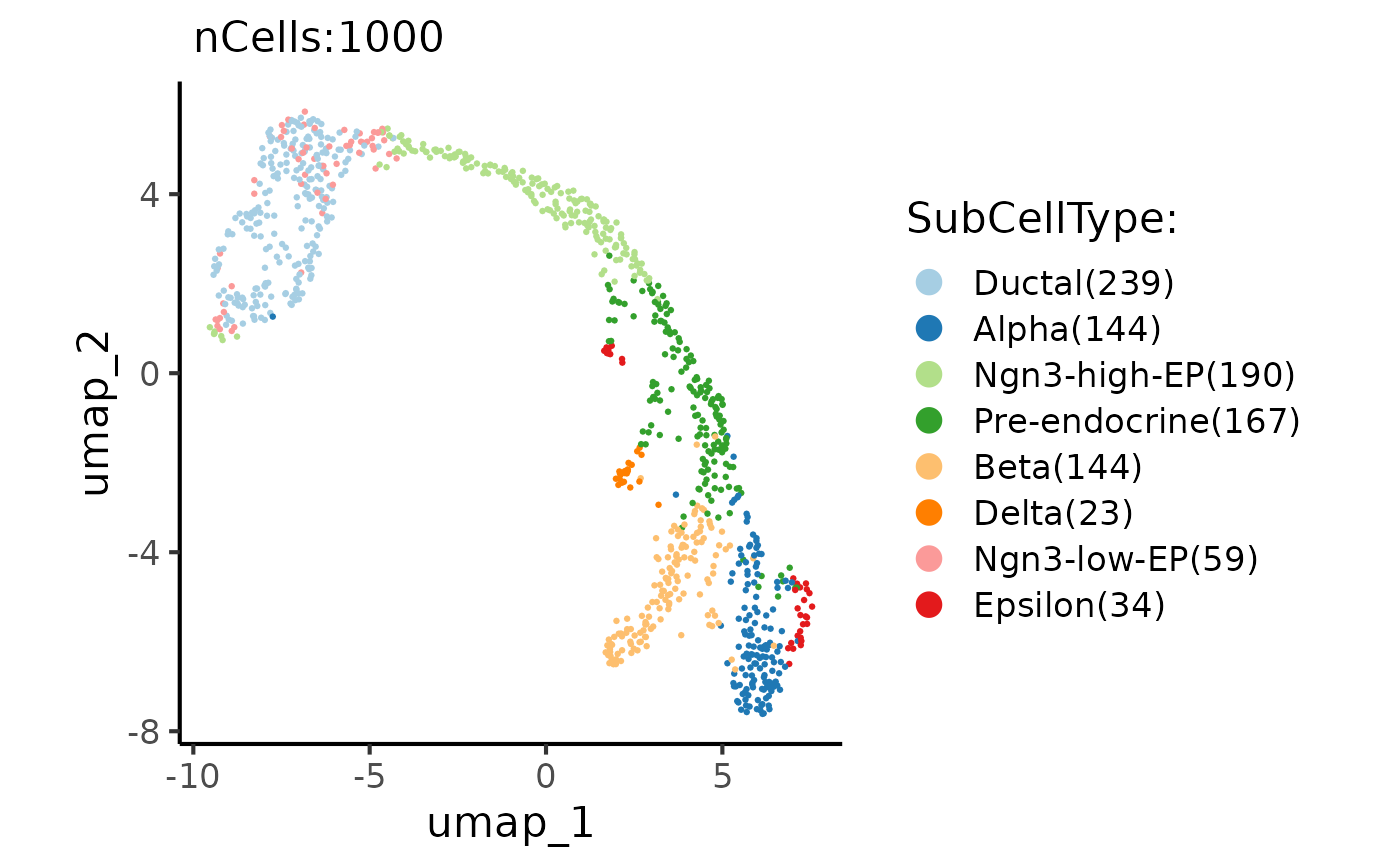 nCells:1000
umap_2
4
0
-4
-8
-10 -5 0 5
umap_1
SubCellType:
Ductal(239)
Alpha(144)
Ngn3-high-EP(190)
Pre-endocrine(167)
Beta(144)
Delta(23)
Ngn3-low-EP(59)
Epsilon(34)